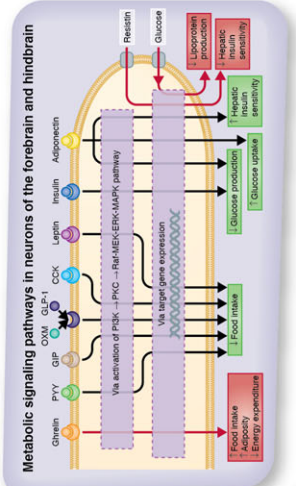 Metabolic signaling pathways in neurons of the forebrain and hindbrain
Ghrelin
PYY
GIP
OXM
GLP-1
CCK
Leptin
Insulin
Adiponectin
Resistin
Glucose
Via activation of PI3K → PKC → Raf-MEK-ERK-MAPK pathway
Via target gene expression
↑ Food intake
↑ Adiposity
↓ Energy expenditure
↓ Food intake
↓ Glucose production
↑ Glucose uptake
↑ Hepatic
insulin
sensitivity
↓ Lipoprotein
production
↓ Hepatic
insulin
sensitivity